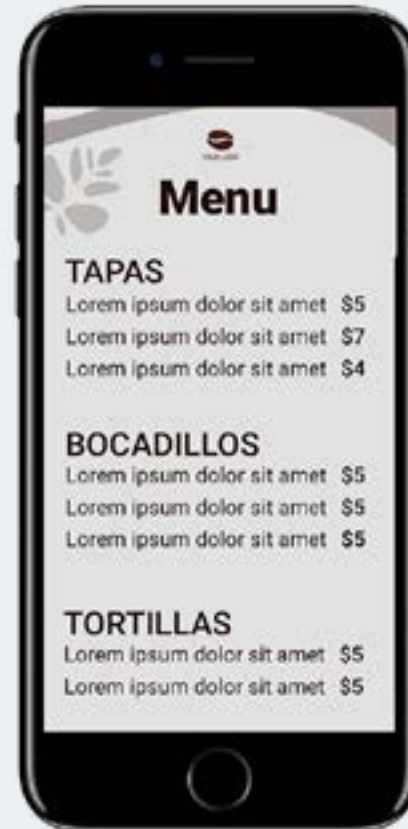 Menu
TAPAS
Lorem ipsum dolor sit amet $5
Lorem ipsum dolor sit amet $7
Lorem ipsum dolor sit amet $4
BOCADILLOS
Lorem ipsum dolor sit amet $5
Lorem ipsum dolor sit amet $5
Lorem ipsum dolor sit amet $5
TORTILLAS
Lorem ipsum dolor sit amet $5
Lorem ipsum dolor sit amet $5